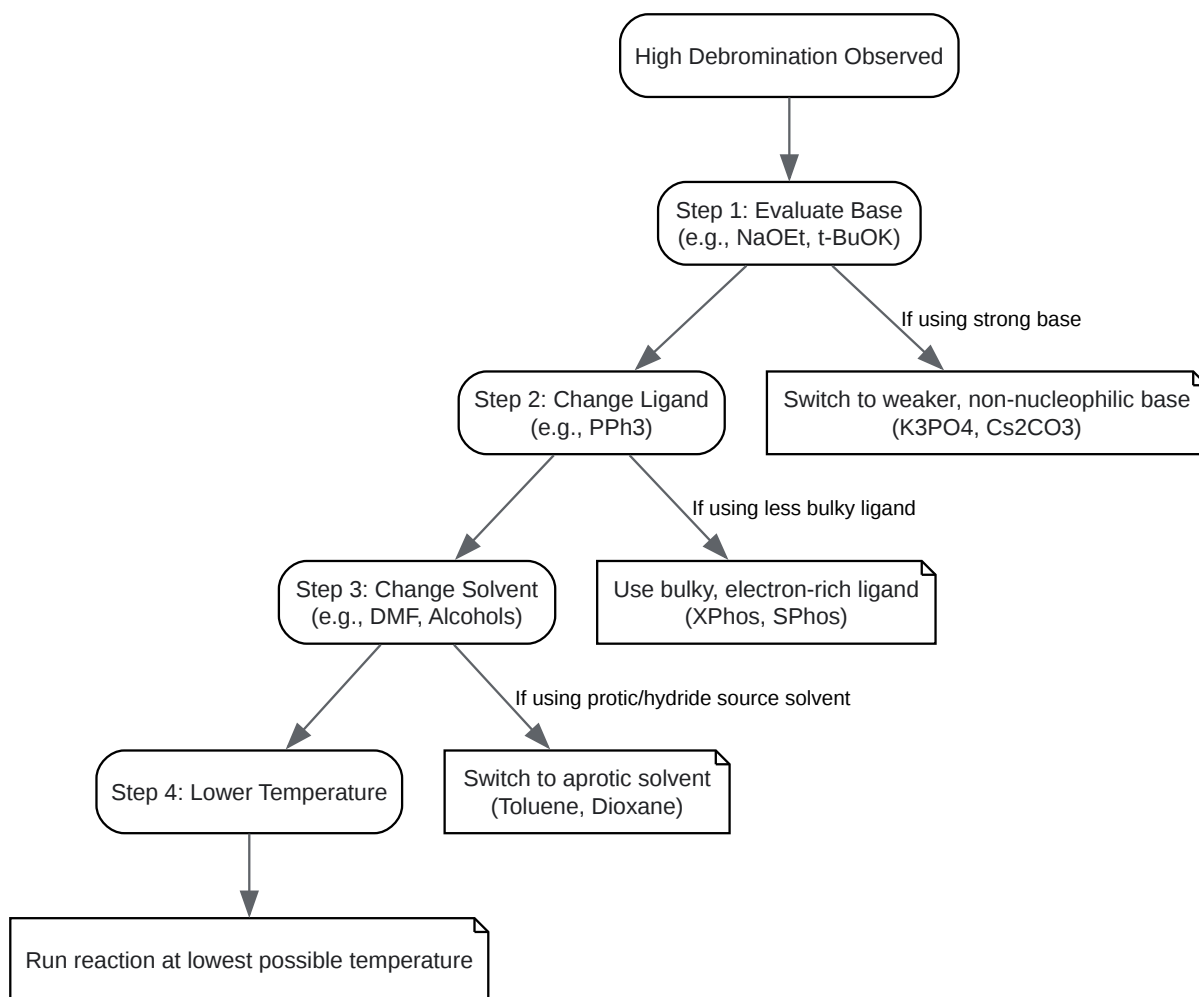 High Debromination Observed
Step 1: Evaluate Base
(e.g., NaOEt, t-BuOK)
If using strong base
Step 2: Change Ligand
(e.g., PPh3)
Switch to weaker, non-nucleophilic base
(K3PO4, Cs2CO3)
If using less bulky ligand
Step 3: Change Solvent
(e.g., DMF, Alcohols)
Use bulky, electron-rich ligand
(XPhos, SPhos)
If using protic/hydride source solvent
Step 4: Lower Temperature
Switch to aprotic solvent
(Toluene, Dioxane)
Run reaction at lowest possible temperature